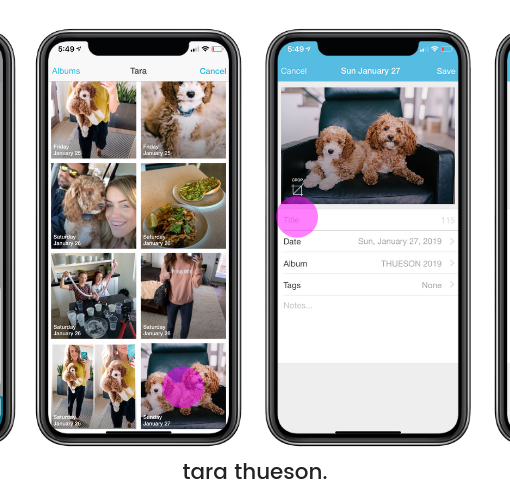 5:49
Albums
Tara
Cancel
Friday
January 25
Friday
January 25
Saturday
January 26
Saturday
January 26
Saturday
January 26
Saturday
January 26
Saturday
January 26
Sunday
January 27
5:49
Cancel
Sun January 27
Save
CROP
Title
115
Date
Sun, January 27, 2019
Album
THUESON 2019
Tags
None
Notes...
tara thueson.